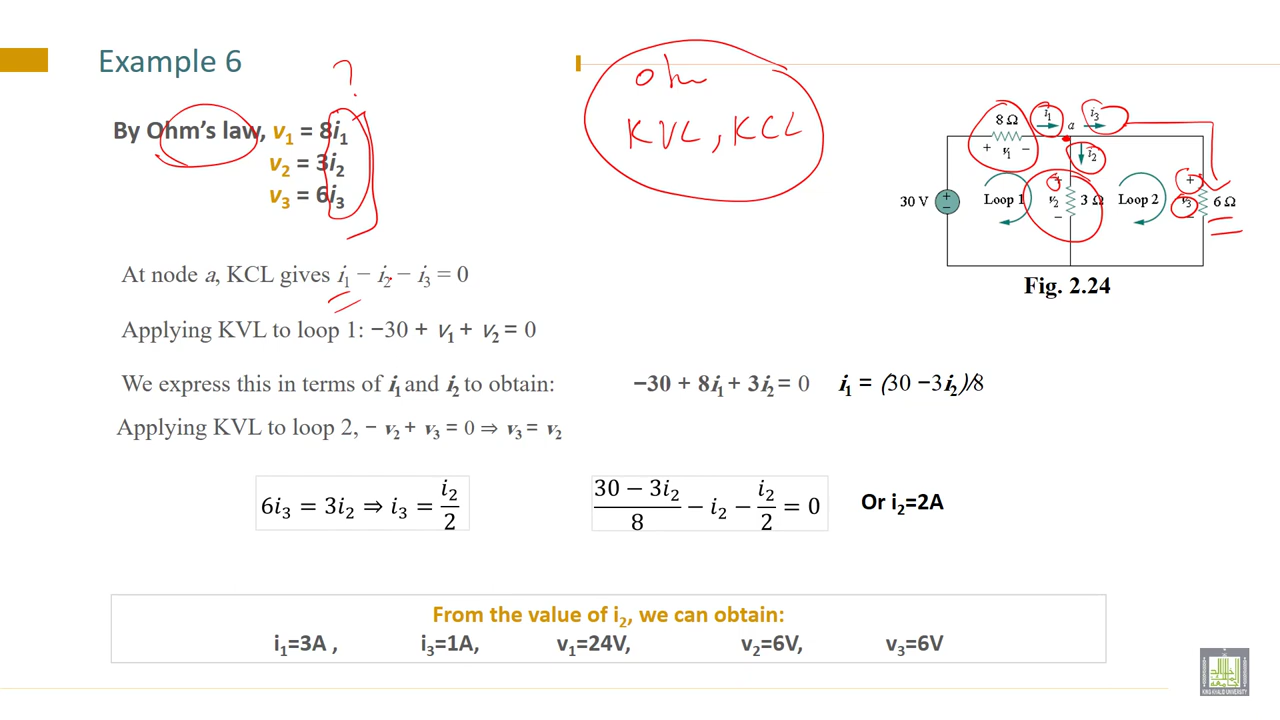 Example 6
?
ohm
KVL, KCL
By Ohm's law, v₁ = 8i₁
v₂ = 3i₂
v₃ = 6i₃
8 Ω
i₁
a
i₃
+ v₁ −
i₂
30 V
+
−
Loop 1
+
v₂
−
3 Ω
Loop 2
+
v₃
−
6 Ω
Fig. 2.24
At node a, KCL gives i₁ − i₂ − i₃ = 0
Applying KVL to loop 1: −30 + v₁ + v₂ = 0
We express this in terms of i₁ and i₂ to obtain: −30 + 8i₁ + 3i₂ = 0 i₁ = (30 −3i₂)/8
Applying KVL to loop 2, − v₂ + v₃ = 0 ⇒ v₃ = v₂
6i₃ = 3i₂ ⇒ i₃ = i₂/2
(30 − 3i₂)/8 − i₂ − i₂/2 = 0
Or i₂=2A
From the value of i₂, we can obtain:
i₁=3A , i₃=1A, v₁=24V, v₂=6V, v₃=6V
KING KHALID UNIVERSITY